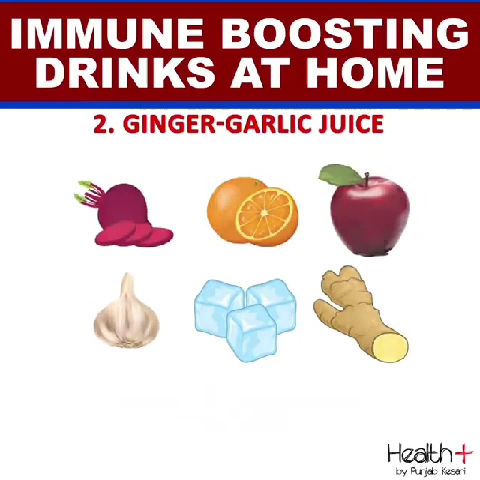 IMMUNE BOOSTING
DRINKS AT HOME
2. GINGER-GARLIC JUICE
Health+
by Punjab Kesari